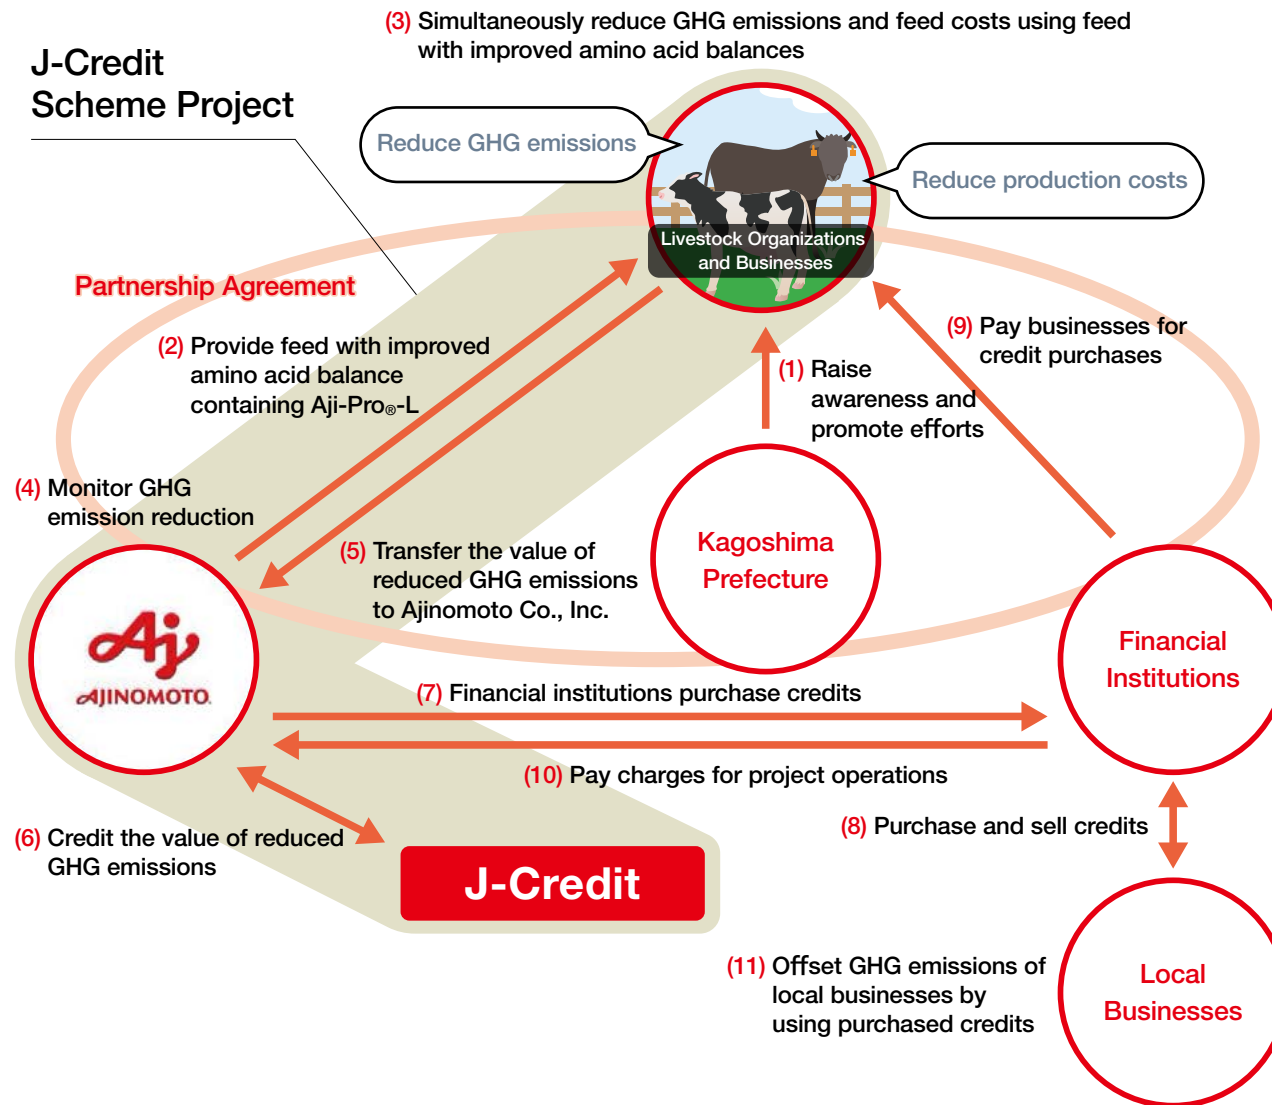 (3) Simultaneously reduce GHG emissions and feed costs using feed
with improved amino acid balances
J-Credit
Scheme Project
Reduce GHG emissions
Reduce production costs
Livestock Organizations
and Businesses
Partnership Agreement
(2) Provide feed with improved
amino acid balance
containing Aji-Pro®-L
(9) Pay businesses for
credit purchases
(1) Raise
awareness and
promote efforts
(4) Monitor GHG
emission reduction
(5) Transfer the value of
reduced GHG emissions
to Ajinomoto Co., Inc.
Kagoshima
Prefecture
Aj
AJINOMOTO.
Financial
Institutions
(7) Financial institutions purchase credits
(10) Pay charges for project operations
(6) Credit the value of reduced
GHG emissions
(8) Purchase and sell credits
J-Credit
(11) Offset GHG emissions of
local businesses by
using purchased credits
Local
Businesses